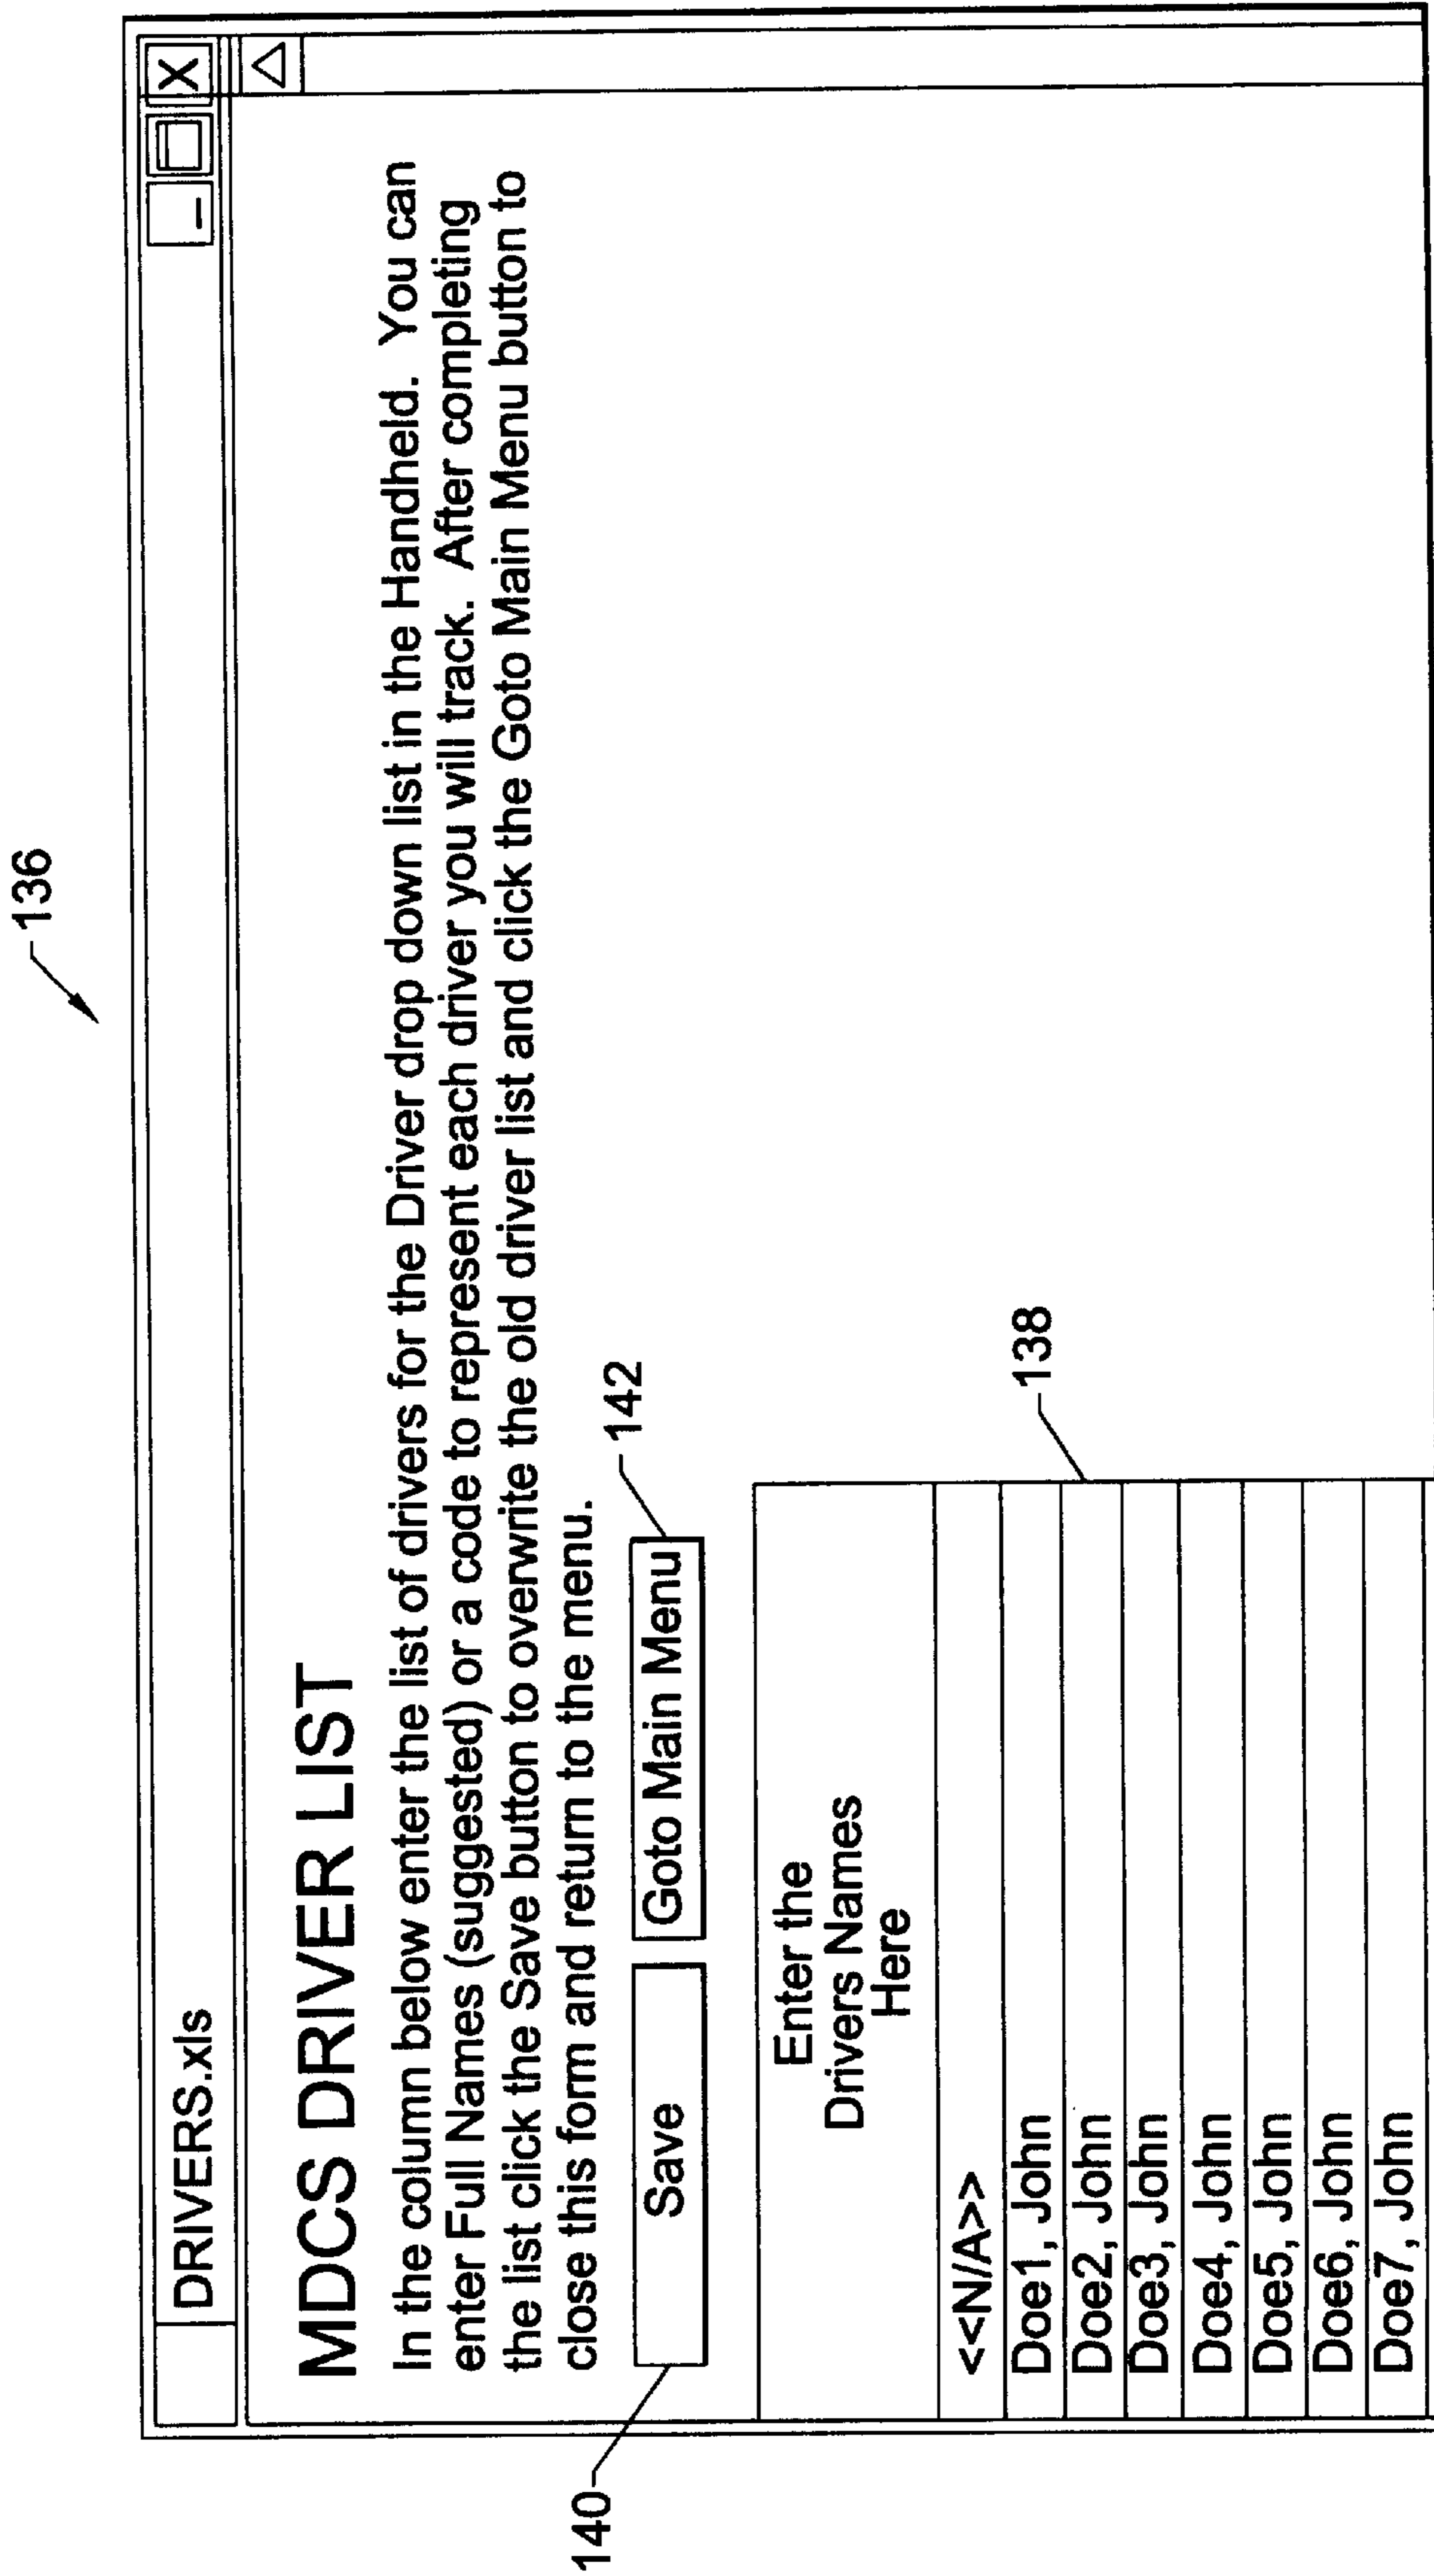 136
DRIVERS.xls
X
MDCS DRIVER LIST
In the column below enter the list of drivers for the Driver drop down list in the Handheld. You can
enter Full Names (suggested) or a code to represent each driver you will track. After completing
the list click the Save button to overwrite the old driver list and click the Goto Main Menu button to
close this form and return to the menu.
140
Save
Goto Main Menu
142
Enter the
Drivers Names
Here
138
<<N/A>>
Doe1, John
Doe2, John
Doe3, John
Doe4, John
Doe5, John
Doe6, John
Doe7, John